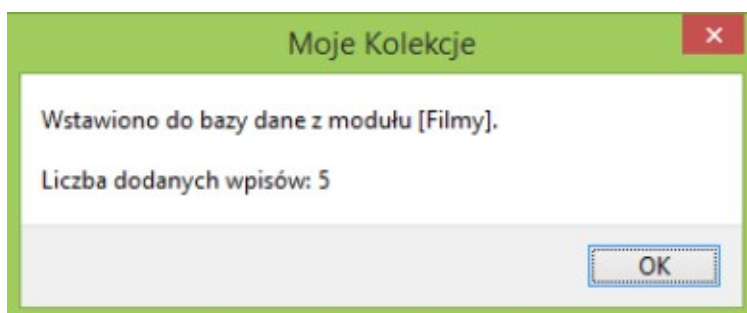 Moje Kolekcje
Wstawiono do bazy dane z modułu [Filmy].
Liczba dodanych wpisów: 5
OK